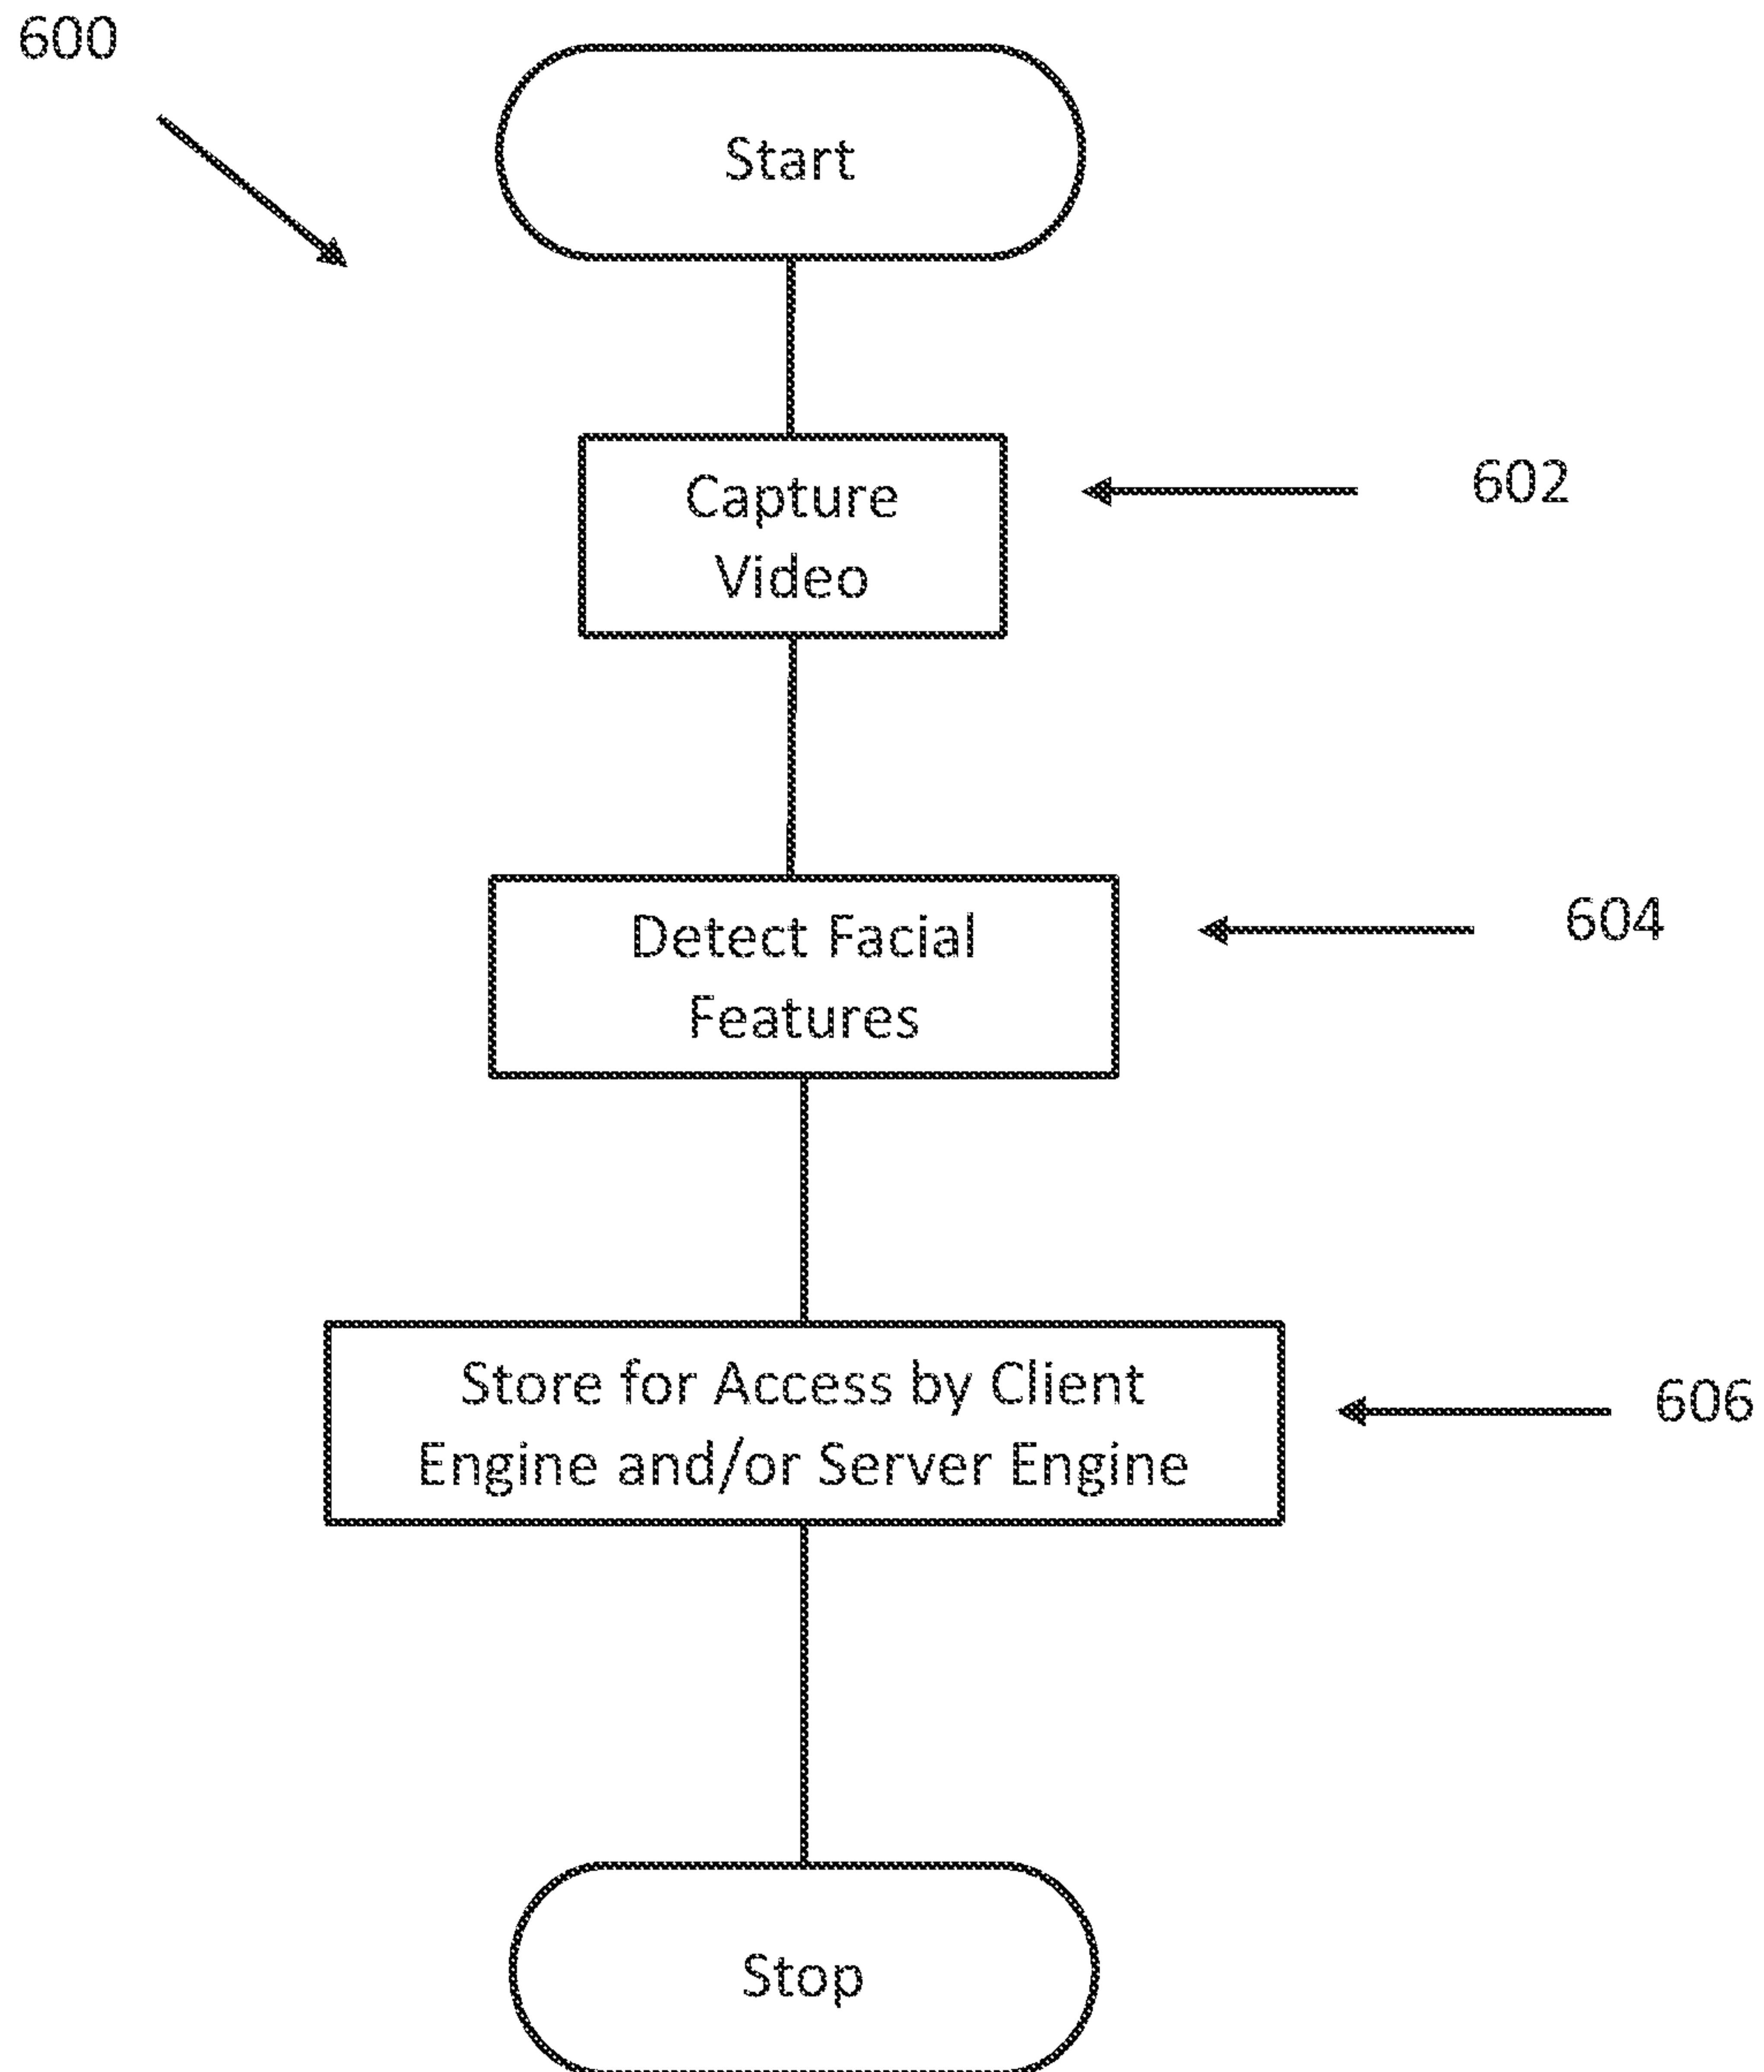 600
Start
Capture
Video
602
Detect Facial
Features
604
Store for Access by Client
Engine and/or Server Engine
606
Stop